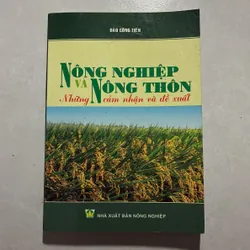 ĐÀO CÔNG TIẾN
NÔNG NGHIỆP
VÀ
NÔNG THÔN
Những cảm nhận và đề xuất
NHÀ XUẤT BẢN NÔNG NGHIỆP